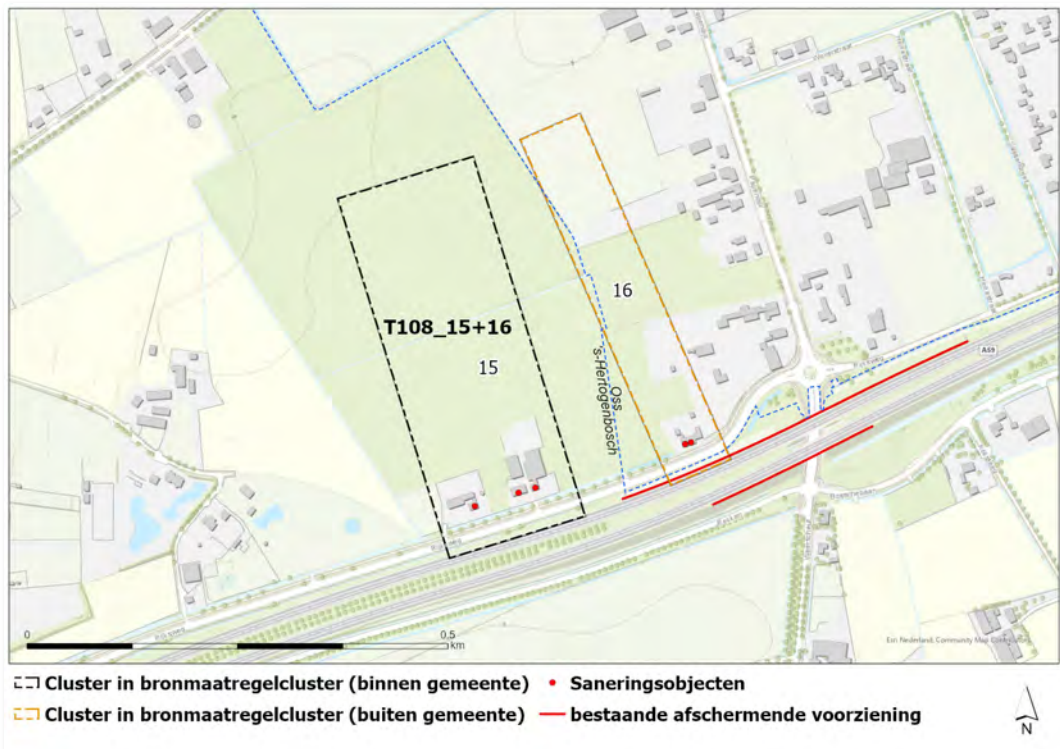 T108_15+16
15
16
Oss
's-Hertogenbosch
A59
Rijksweg
0
0,5
km
Esri Nederland, Community Map Contributors
Cluster in bronmaatregelcluster (binnen gemeente)
Saneringsobjecten
Cluster in bronmaatregelcluster (buiten gemeente)
bestaande afschermende voorziening
N